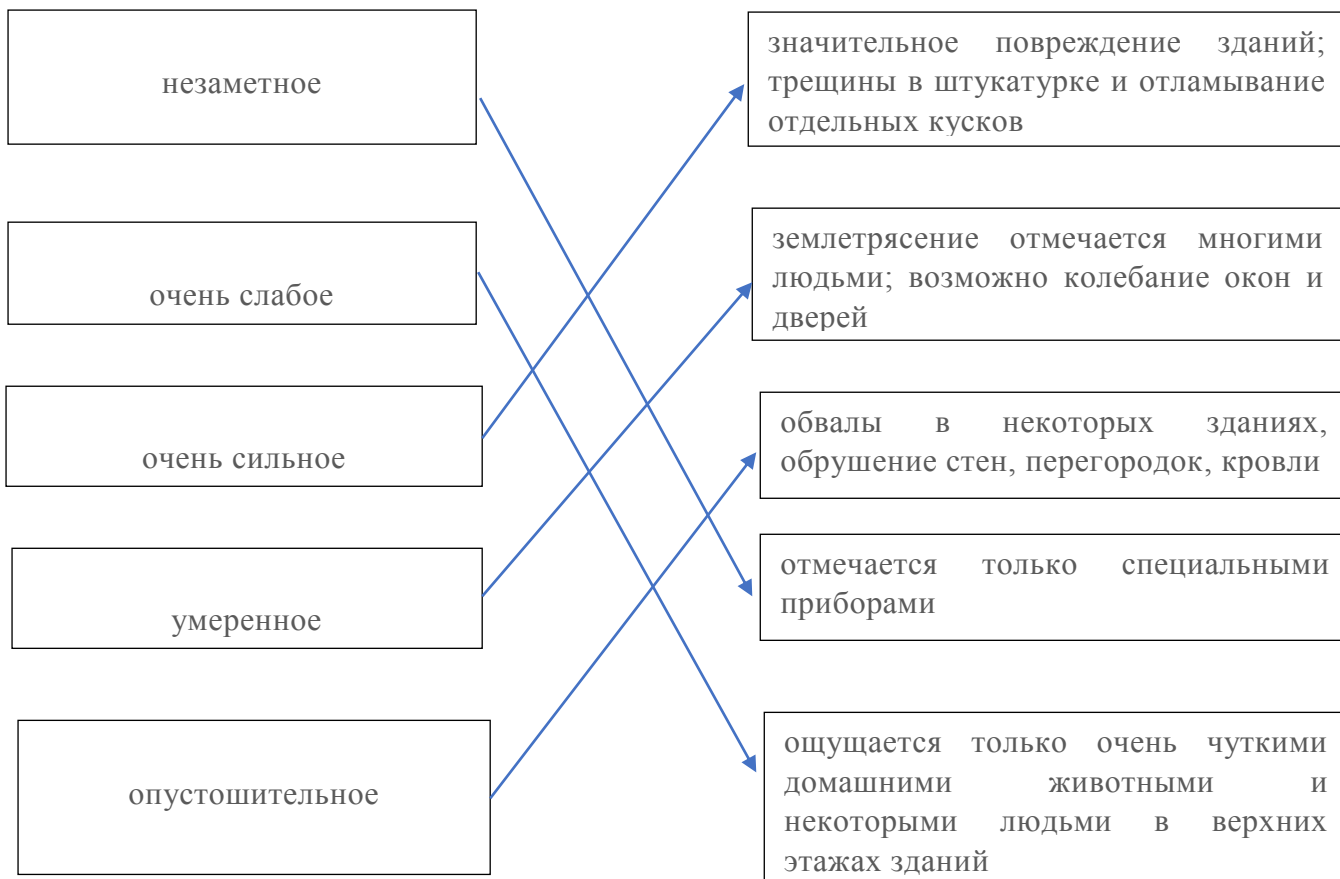 незаметное
очень слабое
очень сильное
умеренное
опустошительное
значительное повреждение зданий;
трещины в штукатурке и отламывание
отдельных кусков
землетрясение отмечается многими
людьми; возможно колебание окон и
дверей
обвалы в некоторых зданиях,
обрушение стен, перегородок, кровли
отмечается только специальными
приборами
ощущается только очень чуткими
домашними животными и
некоторыми людьми в верхних
этажах зданий